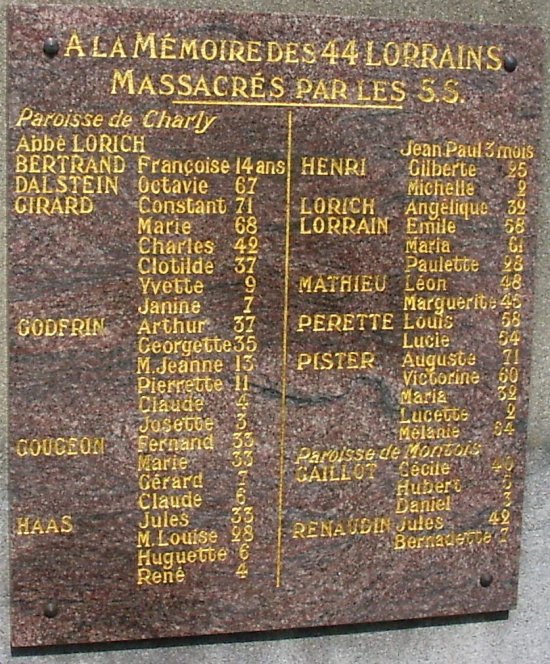 A LA MÉMOIRE DES 44 LORRAINS
MASSACRÉS PAR LES S.S.
Paroisse de Charly
Abbé LORICH
BERTRAND Françoise 14 ans
DALSTEIN Octavie 67
GIRARD Constant 71
Marie 68
Charles 42
Clotilde 37
Yvette 9
Janine 7
GODFRIN Arthur 37
Georgette 35
M. Jeanne 13
Pierrette 11
Claude 4
Josette 3
GOUGEON Fernand 33
Marie 33
Gérard 7
Claude 6
HAAS Jules 33
M. Louise 28
Huguette 6
René 4
Jean Paul 3 mois
HENRI Gilberte 25
Michelle 2
LORICH Angélique 32
LORRAIN Emile 58
Maria 61
Paulette 23
MATHIEU Léon 48
Marguerite 45
PERETTE Louis 58
Lucie 54
PISTER Auguste 71
Victorine 60
Maria 32
Lucette 2
Mélanie
Paroisse de Montois
GAILLOT Cécile
Hubert
Daniel 3
RENAUDIN Jules 42
Bernadette 7